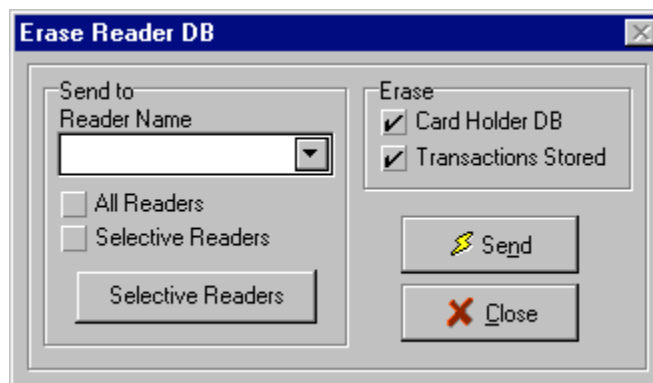 Erase Reader DB
Send to
Reader Name
All Readers
Selective Readers
Selective Readers
Erase
Card Holder DB
Transactions Stored
Send
Close